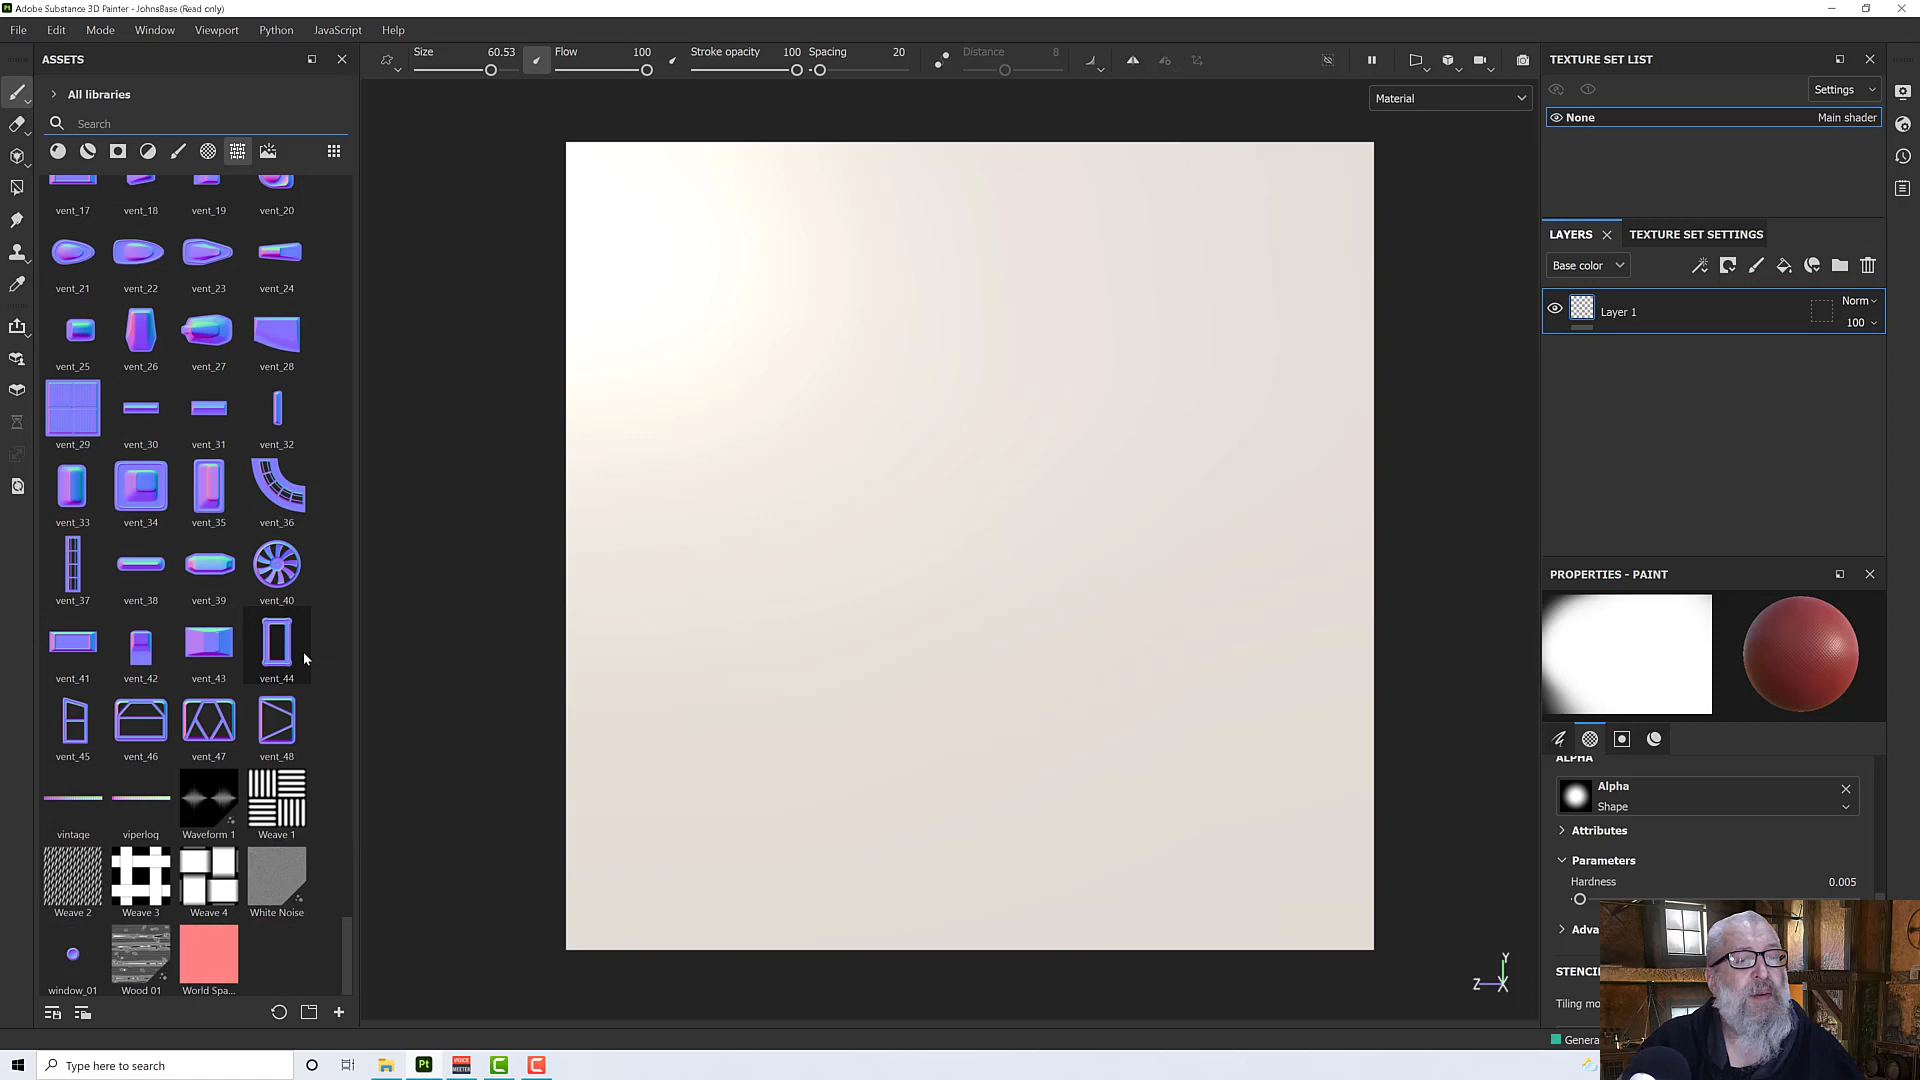 Adobe Substance 3D Painter - JohnsBase (Read only)
File Edit Mode Window Viewport Python JavaScript Help
ASSETS
Size 60.53 Flow 100 Stroke opacity 100 Spacing 20 Distance 8
All libraries
Search
Material
vent_17 vent_18 vent_19 vent_20
vent_21 vent_22 vent_23 vent_24
vent_25 vent_26 vent_27 vent_28
vent_29 vent_30 vent_31 vent_32
vent_33 vent_34 vent_35 vent_36
vent_37 vent_38 vent_39 vent_40
vent_41 vent_42 vent_43 vent_44
vent_45 vent_46 vent_47 vent_48
vintage viperlog Waveform 1 Weave 1
Weave 2 Weave 3 Weave 4 White Noise
window_01 Wood 01 World Spa...
Y
Z X
TEXTURE SET LIST
Settings
None Main shader
LAYERS TEXTURE SET SETTINGS
Base color
Layer 1 Norm
100
PROPERTIES - PAINT
ALPHA
Alpha
Shape
Attributes
Parameters
Hardness 0.005
Adva
STENCI
Tiling mo
Genera
Type here to search
Pt
VOICE
MEETER